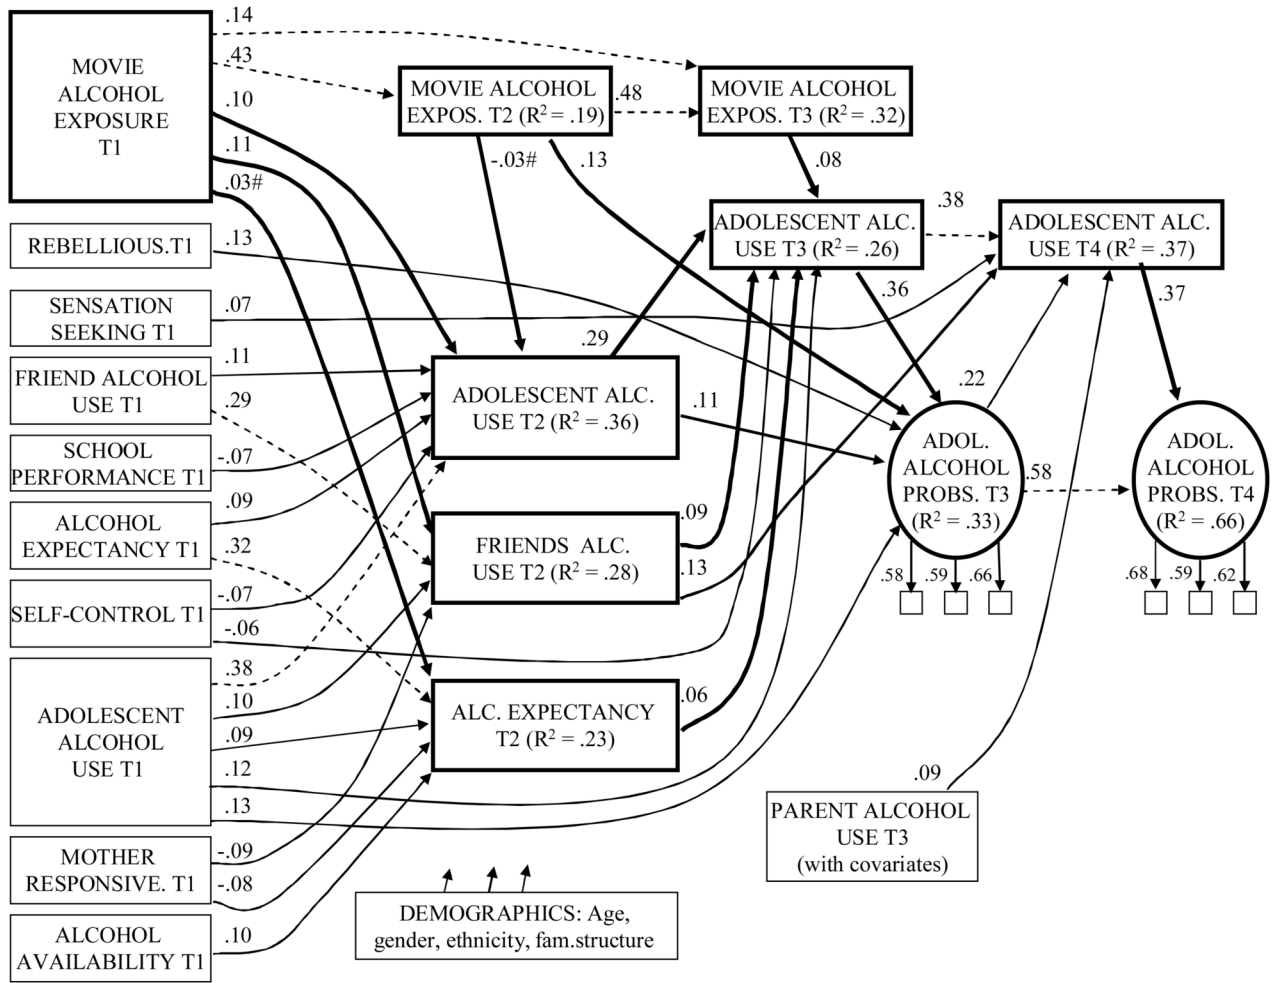 MOVIE
ALCOHOL
EXPOSURE
T1
.14
.43
.10
.11
.03#
MOVIE ALCOHOL
EXPOS. T2 (R² = .19)
.48
MOVIE ALCOHOL
EXPOS. T3 (R² = .32)
-.03#
.13
.08
ADOLESCENT ALC.
USE T3 (R² = .26)
.38
ADOLESCENT ALC.
USE T4 (R² = .37)
REBELLIOUS.T1
.13
SENSATION
SEEKING T1
.07
.36
.37
.29
FRIEND ALCOHOL
USE T1
.11
.29
ADOLESCENT ALC.
USE T2 (R² = .36)
.11
.22
SCHOOL
PERFORMANCE T1
-.07
ADOL.
ALCOHOL
PROBS. T3
(R² = .33)
.58
ADOL.
ALCOHOL
PROBS. T4
(R² = .66)
ALCOHOL
EXPECTANCY T1
.09
.32
FRIENDS ALC.
USE T2 (R² = .28)
.09
.13
.58
.59
.66
.68
.59
.62
SELF-CONTROL T1
-.07
-.06
ADOLESCENT
ALCOHOL
USE T1
.38
.10
.09
.12
.13
ALC. EXPECTANCY
T2 (R² = .23)
.06
.09
PARENT ALCOHOL
USE T3
(with covariates)
MOTHER
RESPONSIVE. T1
-.09
-.08
ALCOHOL
AVAILABILITY T1
.10
DEMOGRAPHICS: Age,
gender, ethnicity, fam.structure